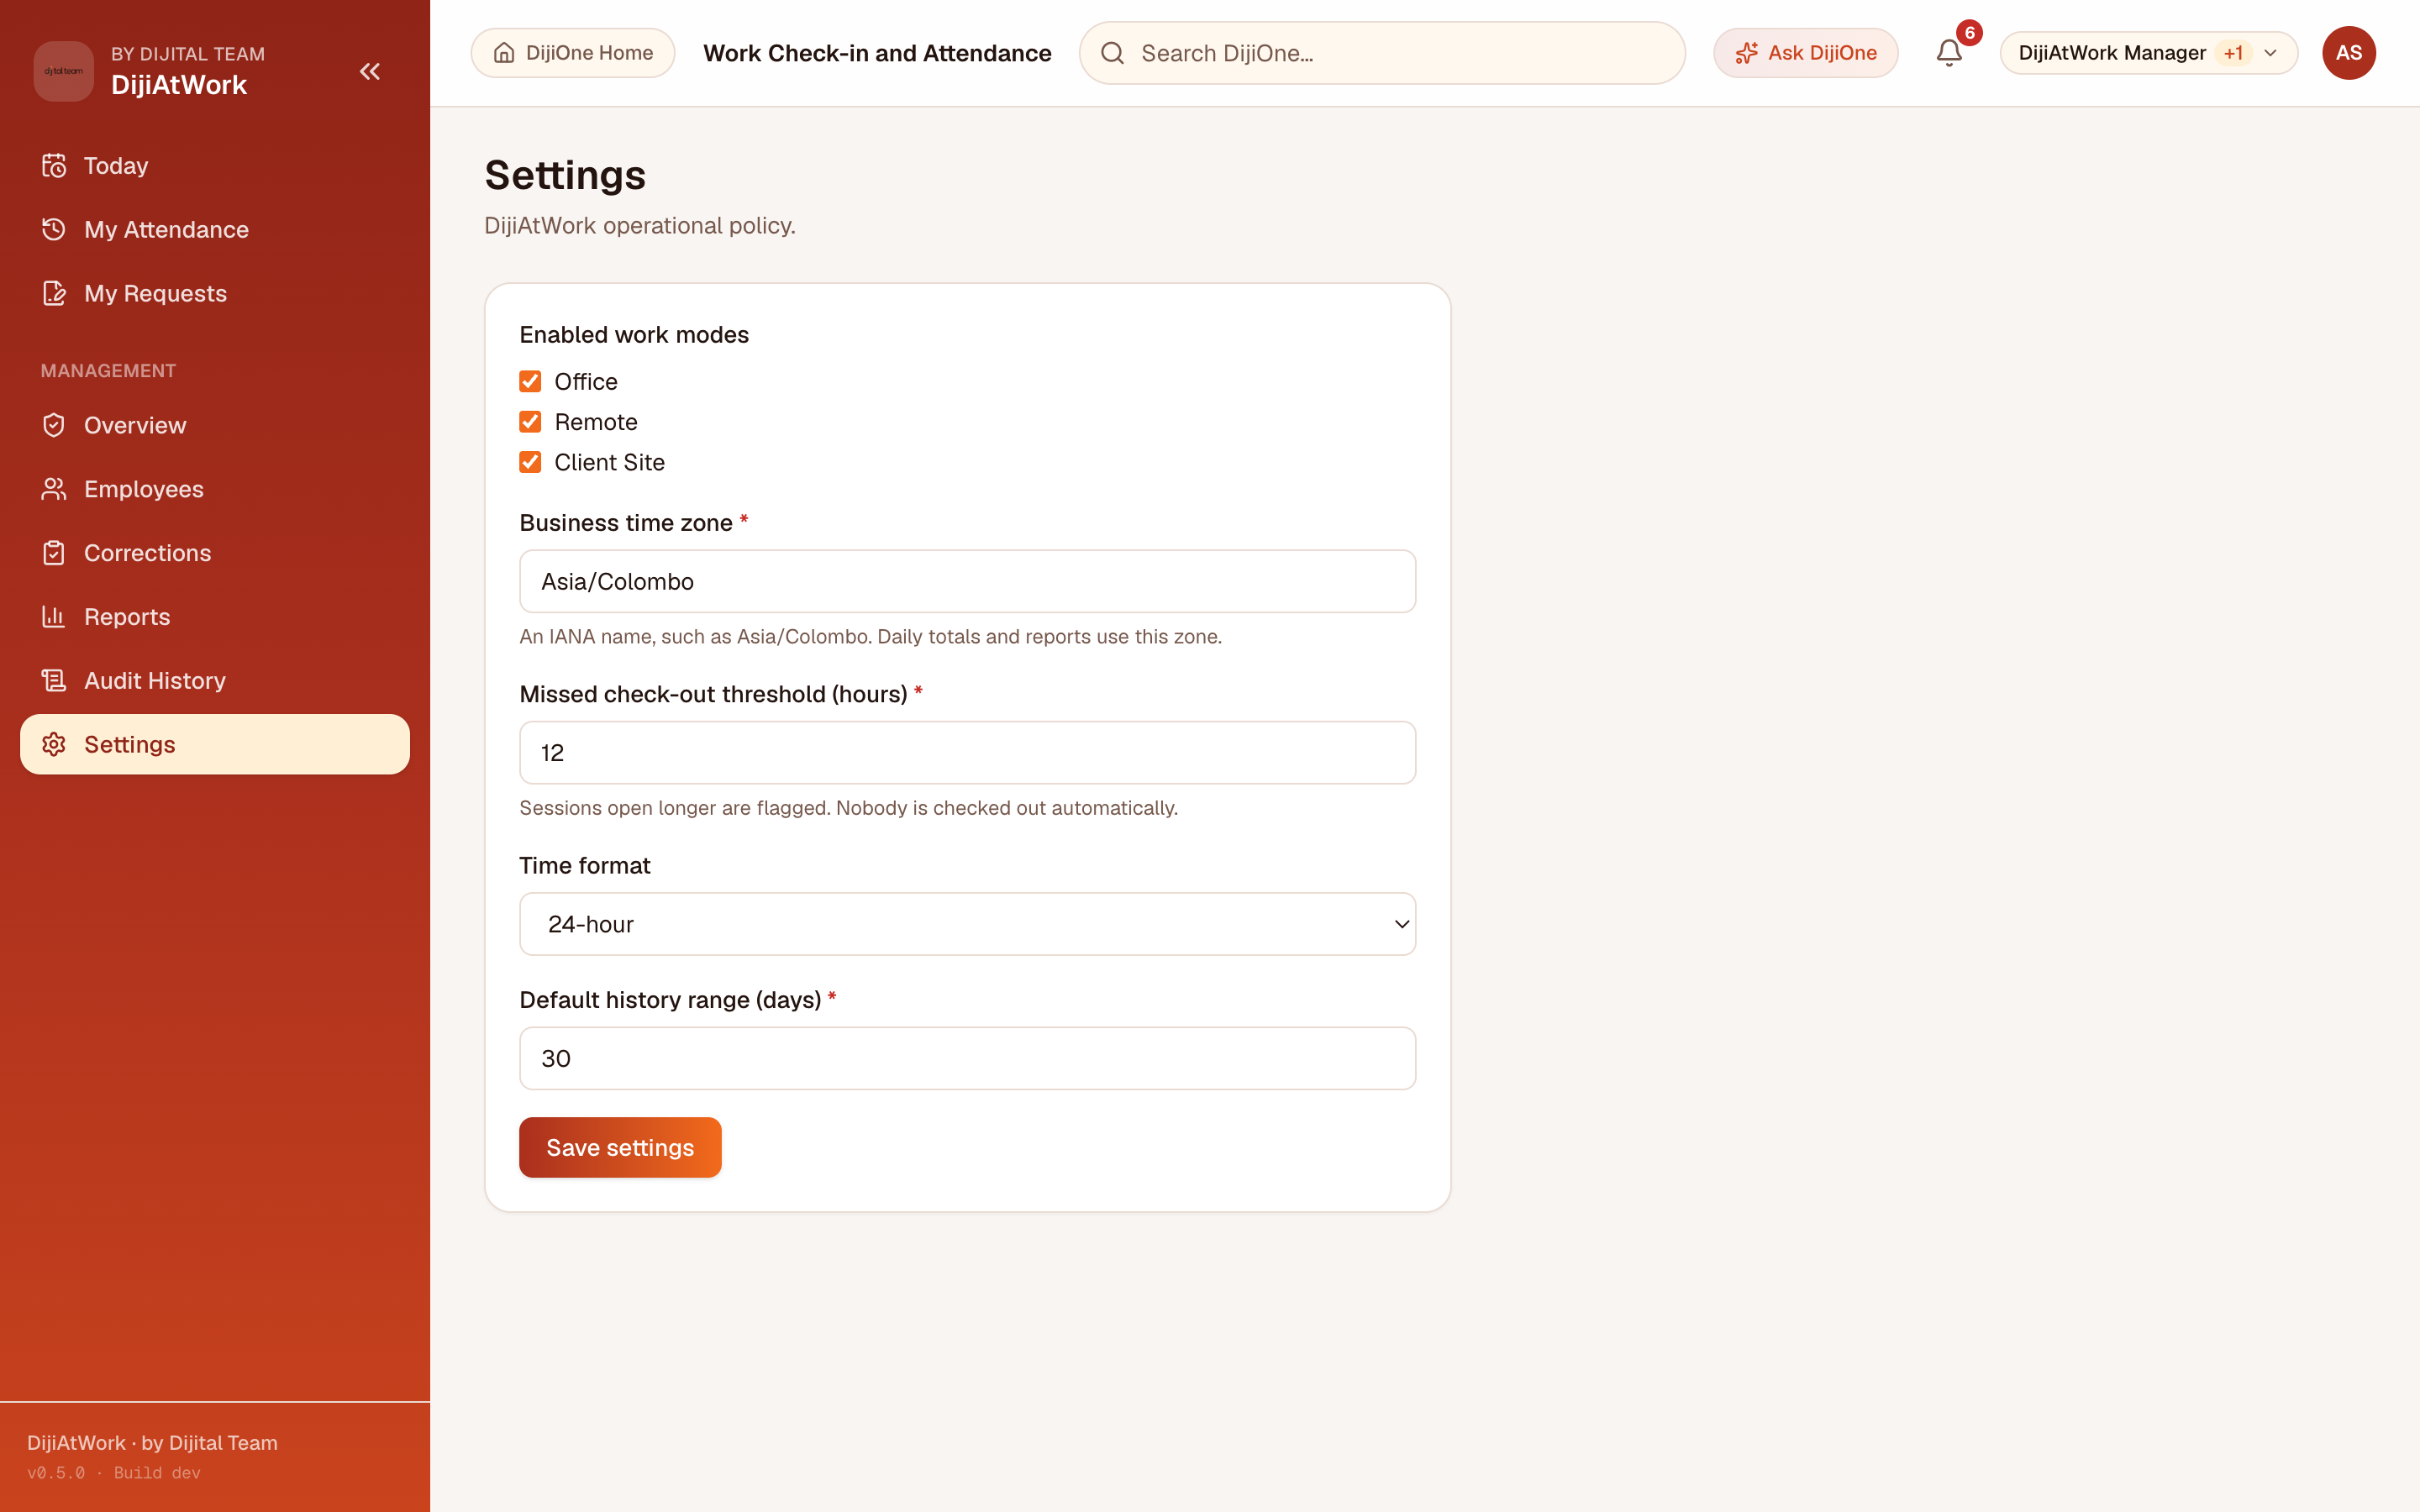 dijital team
BY DIJITAL TEAM
DijiAtWork
Today
My Attendance
My Requests
MANAGEMENT
Overview
Employees
Corrections
Reports
Audit History
Settings
DijiAtWork · by Dijital Team
v0.5.0 · Build dev
DijiOne Home
Work Check-in and Attendance
Search DijiOne...
Ask DijiOne
6
DijiAtWork Manager +1
AS
Settings
DijiAtWork operational policy.
Enabled work modes
Office
Remote
Client Site
Business time zone *
Asia/Colombo
An IANA name, such as Asia/Colombo. Daily totals and reports use this zone.
Missed check-out threshold (hours) *
12
Sessions open longer are flagged. Nobody is checked out automatically.
Time format
24-hour
Default history range (days) *
30
Save settings